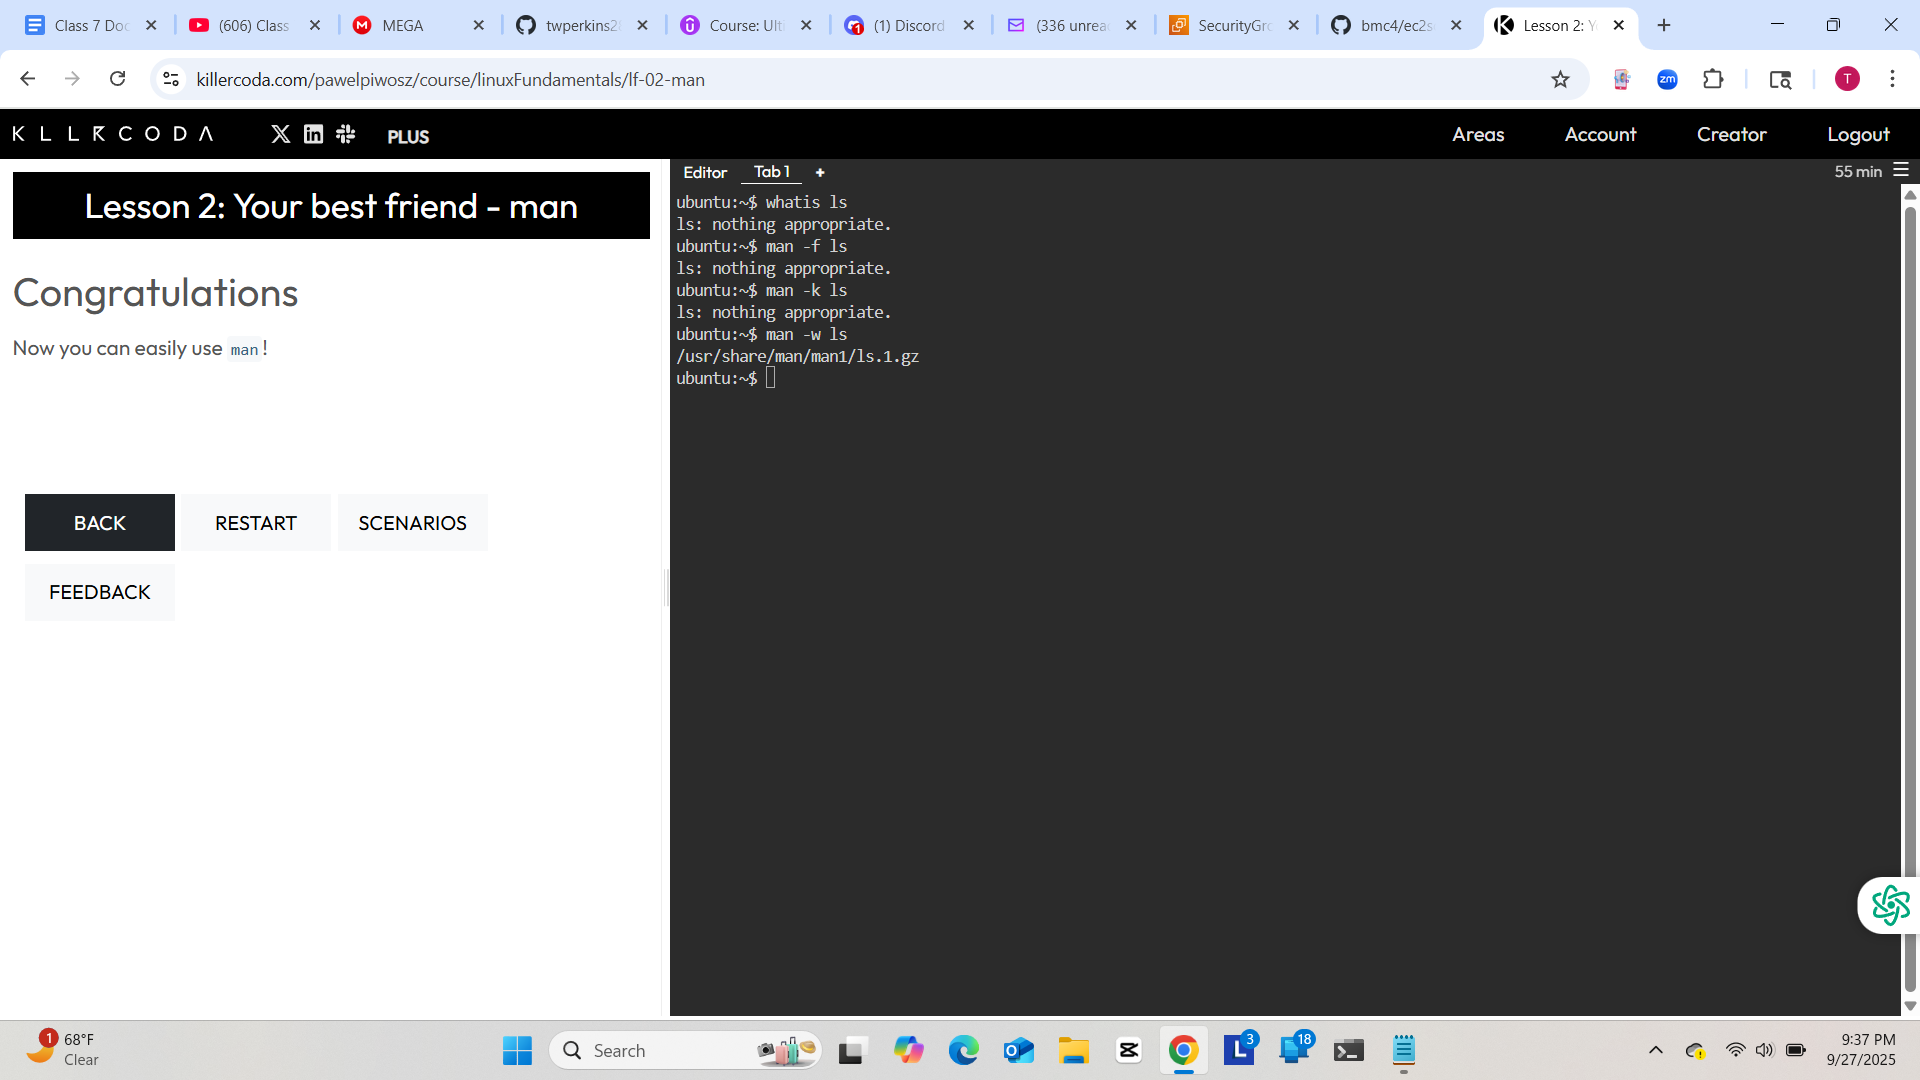 Class 7 Doc
(606) Class
MEGA
twperkins2
Course: Ulti
(1) Discord
(336 unread
SecurityGro
bmc4/ec2s
Lesson 2: Y
killercoda.com/pawelpiwosz/course/linuxFundamentals/lf-02-man
zm
T
KLLRCODA
PLUS
Areas
Account
Creator
Logout
Lesson 2: Your best friend - man
Congratulations
Now you can easily use man!
BACK
RESTART
SCENARIOS
FEEDBACK
Editor
Tab 1
+
55 min
ubuntu:~$ whatis ls
ls: nothing appropriate.
ubuntu:~$ man -f ls
ls: nothing appropriate.
ubuntu:~$ man -k ls
ls: nothing appropriate.
ubuntu:~$ man -w ls
/usr/share/man/man1/ls.1.gz
ubuntu:~$
1
68°F
Clear
Search
3
18
9:37 PM
9/27/2025